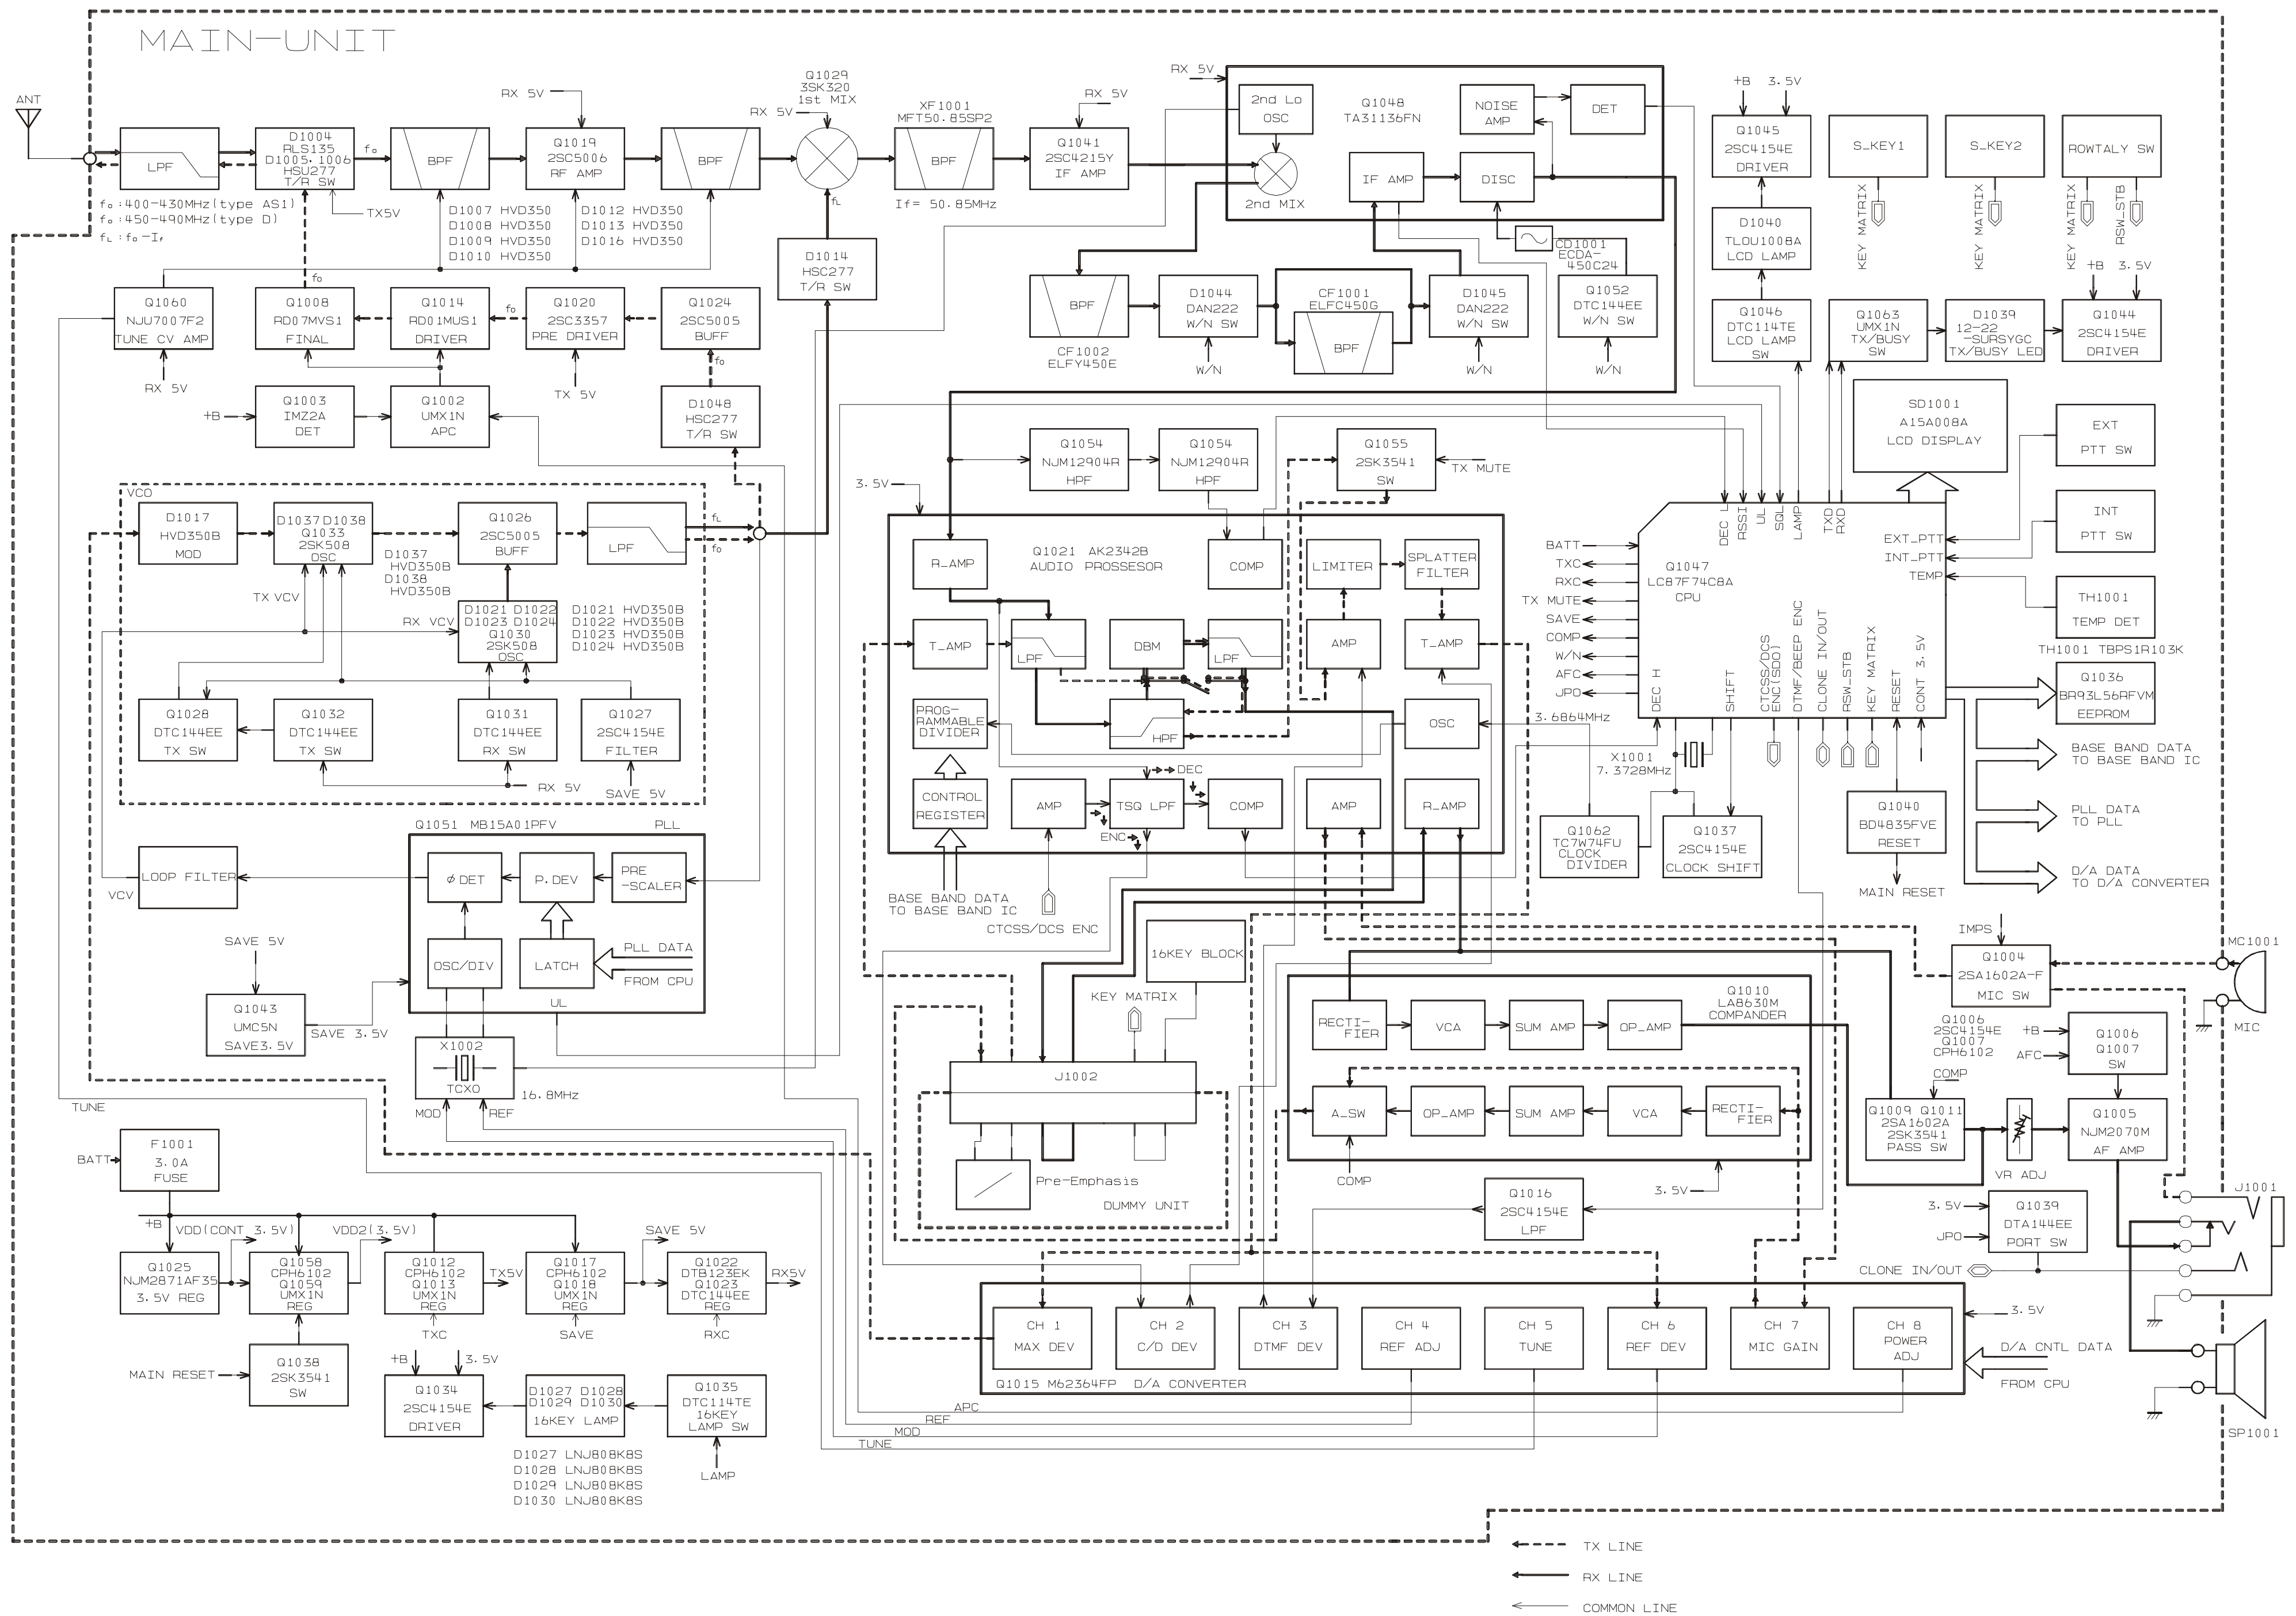 MAIN-UNIT
ANT
LPF
D1004
RLS135
D1005.1006
HSU277
T/R SW
fo
BPF
RX 5V
Q1019
2SC5006
RF AMP
BPF
RX 5V
Q1029
3SK320
1st MIX
fL
XF1001
MFT50.85SP2
BPF
If= 50.85MHz
RX 5V
Q1041
2SC4215Y
IF AMP
RX 5V
2nd Lo
OSC
Q1048
TA31136FN
NOISE
AMP
DET
IF AMP
DISC
2nd MIX
+B 3.5V
Q1045
2SC4154E
DRIVER
S_KEY1
S_KEY2
ROWTALY SW
KEY MATRIX
KEY MATRIX
KEY MATRIX
RSW_STB
fo:400-430MHz(type AS1)
fo:450-490MHz(type D)
fL:fo-If
TX5V
D1007 HVD350
D1008 HVD350
D1009 HVD350
D1010 HVD350
D1012 HVD350
D1013 HVD350
D1016 HVD350
D1014
HSC277
T/R SW
D1040
TLOU1008A
LCD LAMP
CD1001
ECDA-
450C24
Q1060
NJU7007F2
TUNE CV AMP
RX 5V
fo
Q1008
RD07MVS1
FINAL
Q1014
RD01MUS1
DRIVER
fo
Q1020
2SC3357
PRE DRIVER
TX 5V
Q1024
2SC5005
BUFF
fo
BPF
CF1002
ELFY450E
D1044
DAN222
W/N SW
W/N
CF1001
ELFC450G
BPF
D1045
DAN222
W/N SW
W/N
Q1052
DTC144EE
W/N SW
W/N
Q1046
DTC114TE
LCD LAMP
SW
Q1063
UMX1N
TX/BUSY
SW
D1039
12-22
-SURSYGC
TX/BUSY LED
+B 3.5V
Q1044
2SC4154E
DRIVER
+B
Q1003
IMZ2A
DET
Q1002
UMX1N
APC
D1048
HSC277
T/R SW
Q1054
NJM12904R
HPF
Q1054
NJM12904R
HPF
Q1055
2SK3541
SW
TX MUTE
SD1001
A15A008A
LCD DISPLAY
EXT
PTT SW
INT
PTT SW
TH1001
TEMP DET
TH1001 TBPS1R103K
VCO
D1017
HVD350B
MOD
D1037 D1038
Q1033
2SK508
OSC
D1037
HVD350B
D1038
HVD350B
Q1026
2SC5005
BUFF
LPF
fL
fo
TX VCV
RX VCV
D1021 D1022
D1023 D1024
Q1030
2SK508
OSC
D1021 HVD350B
D1022 HVD350B
D1023 HVD350B
D1024 HVD350B
Q1028
DTC144EE
TX SW
Q1032
DTC144EE
TX SW
Q1031
DTC144EE
RX SW
Q1027
2SC4154E
FILTER
RX 5V
SAVE 5V
3.5V
R_AMP
Q1021 AK2342B
AUDIO PROSSESOR
COMP
LIMITER
SPLATTER
FILTER
T_AMP
LPF
DBM
LPF
AMP
T_AMP
PROG-
RAMMABLE
DIVIDER
HPF
OSC
3.6864MHz
CONTROL
REGISTER
AMP
TSQ LPF
DEC
ENC
COMP
AMP
R_AMP
BASE BAND DATA
TO BASE BAND IC
CTCSS/DCS ENC
BATT
TXC
RXC
TX MUTE
SAVE
COMP
W/N
AFC
JPO
DEC L
RSSI
UL
SQL
LAMP
TXD
RXD
Q1047
LC87F74C8A
CPU
EXT_PTT
INT_PTT
TEMP
DEC H
SHIFT
CTCSS/DCS
ENC(SDO)
DTMF/BEEP ENC
CLONE IN/OUT
RSW_STB
KEY MATRIX
RESET
CONT 3.5V
Q1036
BR93L56RFVM
EEPROM
BASE BAND DATA
TO BASE BAND IC
PLL DATA
TO PLL
D/A DATA
TO D/A CONVERTER
X1001
7.3728MHz
Q1062
TC7W74FU
CLOCK
DIVIDER
Q1037
2SC4154E
CLOCK SHIFT
Q1040
BD4835FVE
RESET
MAIN RESET
Q1051 MB15A01PFV PLL
LOOP FILTER
VCV
φ DET
P.DEV
PRE
-SCALER
OSC/DIV
LATCH
PLL DATA
FROM CPU
UL
SAVE 5V
Q1043
UMC5N
SAVE3.5V
SAVE 3.5V
X1002
TCXO
16.8MHz
MOD
REF
TUNE
16KEY BLOCK
KEY MATRIX
J1002
Pre-Emphasis
DUMMY UNIT
RECTI-
FIER
VCA
SUM AMP
OP_AMP
Q1010
LA8630M
COMPANDER
A_SW
OP_AMP
SUM AMP
VCA
RECTI-
FIER
COMP
3.5V
Q1016
2SC4154E
LPF
IMPS
Q1004
2SA1602A-F
MIC SW
MC1001
MIC
Q1006
2SC4154E
Q1007
CPH6102
+B
AFC
Q1006
Q1007
SW
COMP
Q1009 Q1011
2SA1602A
2SK3541
PASS SW
VR ADJ
Q1005
NJM2070M
AF AMP
J1001
3.5V
JPO
Q1039
DTA144EE
PORT SW
CLONE IN/OUT
BATT
F1001
3.0A
FUSE
+B
VDD(CONT 3.5V)
VDD2(3.5V)
SAVE 5V
Q1025
NJM2871AF35
3.5V REG
Q1058
CPH6102
Q1059
UMX1N
REG
Q1012
CPH6102
Q1013
UMX1N
REG
TX5V
TXC
Q1017
CPH6102
Q1018
UMX1N
REG
SAVE
Q1022
DTB123EK
Q1023
DTC144EE
REG
RX5V
RXC
MAIN RESET
Q1038
2SK3541
SW
+B 3.5V
Q1034
2SC4154E
DRIVER
D1027 D1028
D1029 D1030
16KEY LAMP
Q1035
DTC114TE
16KEY
LAMP SW
LAMP
D1027 LNJ808K8S
D1028 LNJ808K8S
D1029 LNJ808K8S
D1030 LNJ808K8S
CH 1
MAX DEV
CH 2
C/D DEV
CH 3
DTMF DEV
CH 4
REF ADJ
CH 5
TUNE
CH 6
REF DEV
CH 7
MIC GAIN
CH 8
POWER
ADJ
Q1015 M62364FP D/A CONVERTER
3.5V
D/A CNTL DATA
FROM CPU
APC
REF
MOD
TUNE
SP1001
TX LINE
RX LINE
COMMON LINE